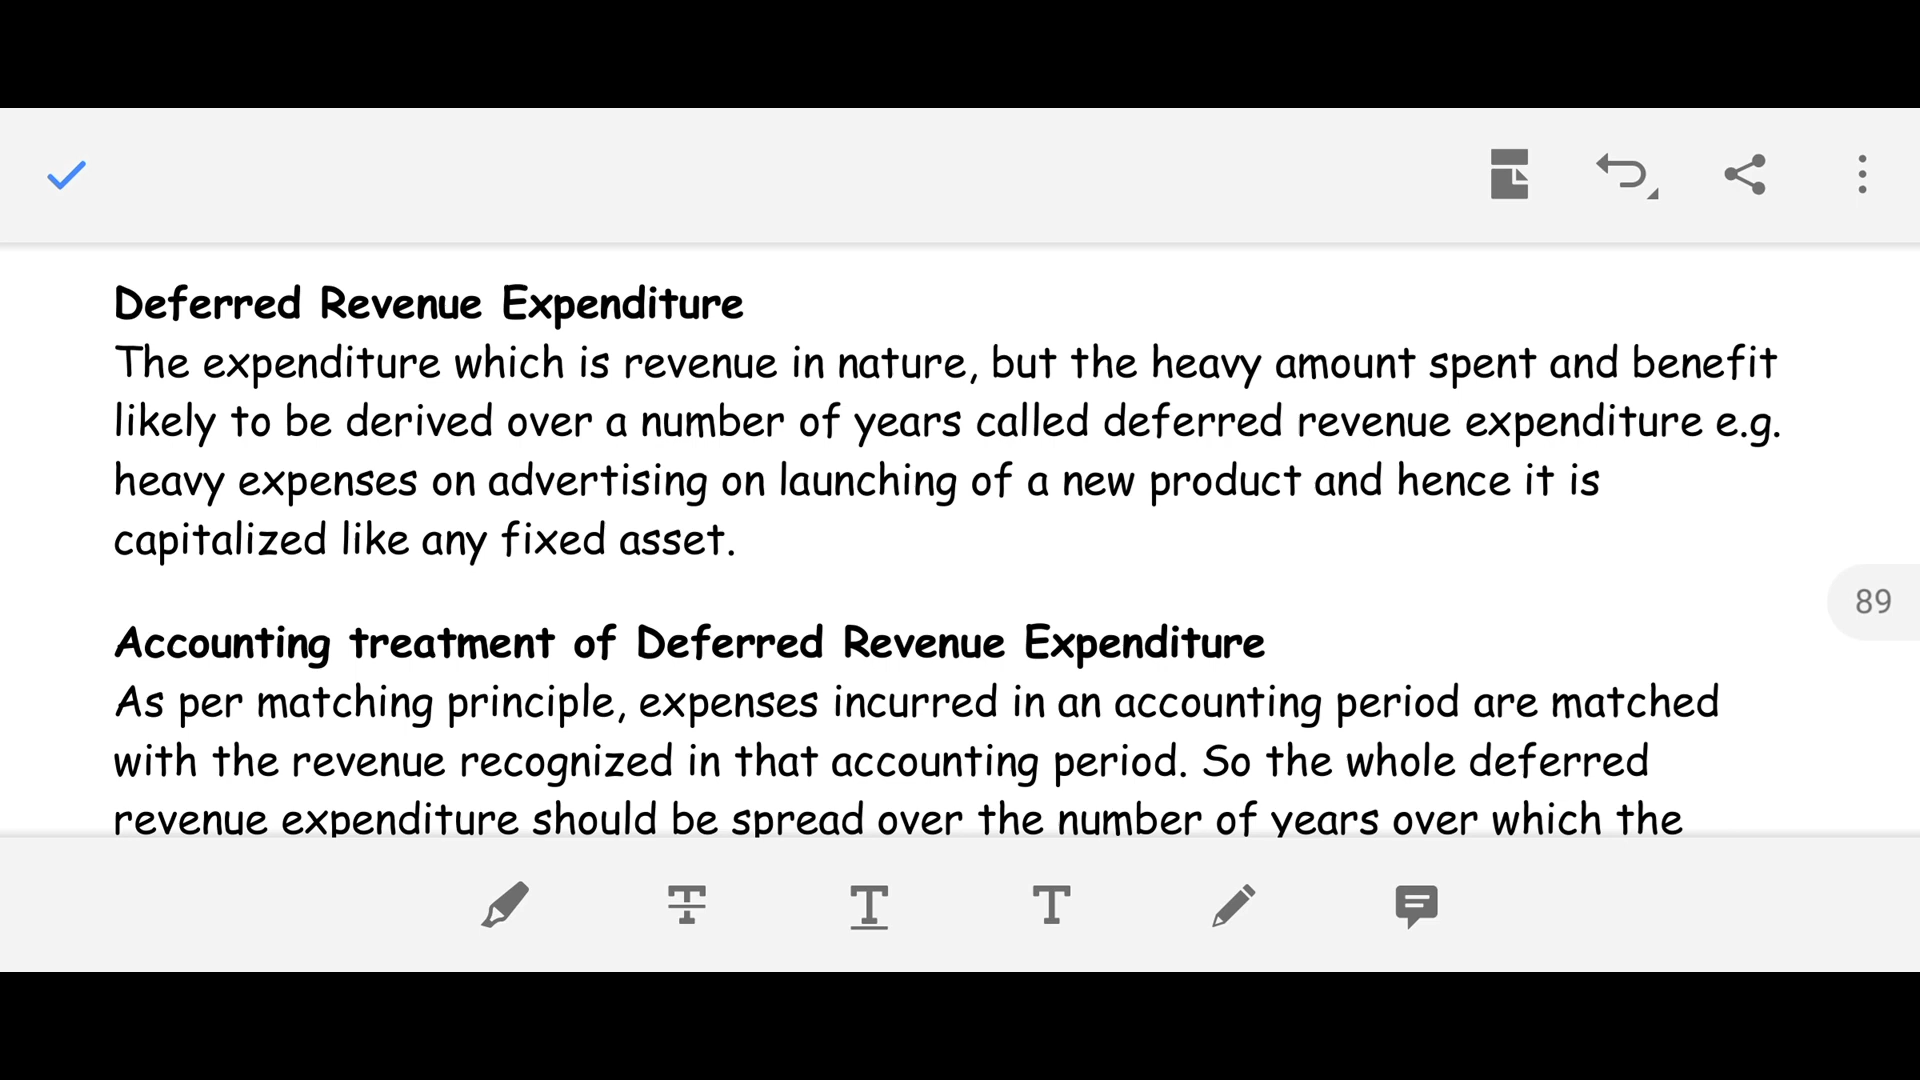 Deferred Revenue Expenditure
The expenditure which is revenue in nature, but the heavy amount spent and benefit
likely to be derived over a number of years called deferred revenue expenditure e.g.
heavy expenses on advertising on launching of a new product and hence it is
capitalized like any fixed asset.
89
Accounting treatment of Deferred Revenue Expenditure
As per matching principle, expenses incurred in an accounting period are matched
with the revenue recognized in that accounting period. So the whole deferred
revenue expenditure should be spread over the number of years over which the